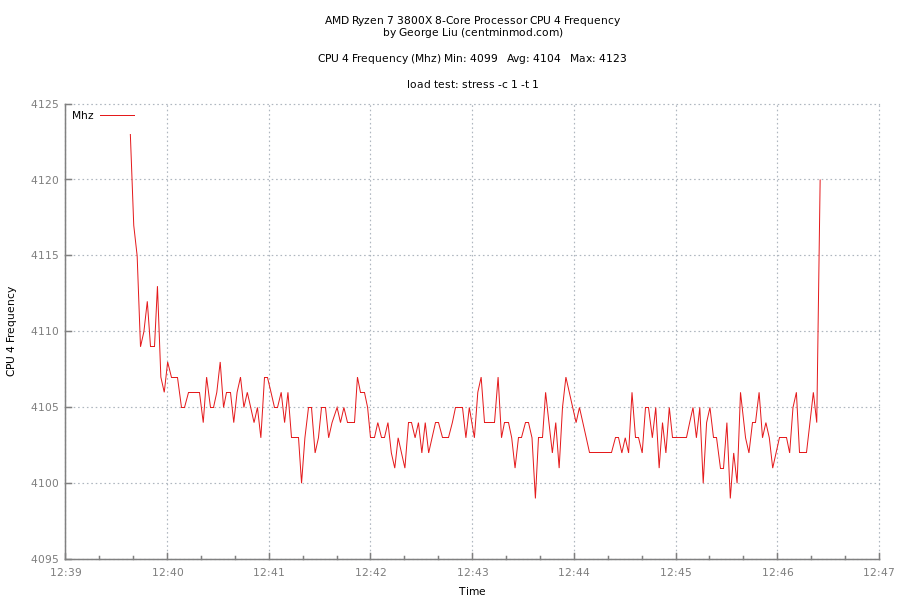 AMD Ryzen 7 3800X 8-Core Processor CPU 4 Frequency
by George Liu (centminmod.com)
CPU 4 Frequency (Mhz) Min: 4099 Avg: 4104 Max: 4123
load test: stress -c 1 -t 1
Mhz
4125
4120
4115
4110
4105
4100
4095
CPU 4 Frequency
12:39 12:40 12:41 12:42 12:43 12:44 12:45 12:46 12:47
Time